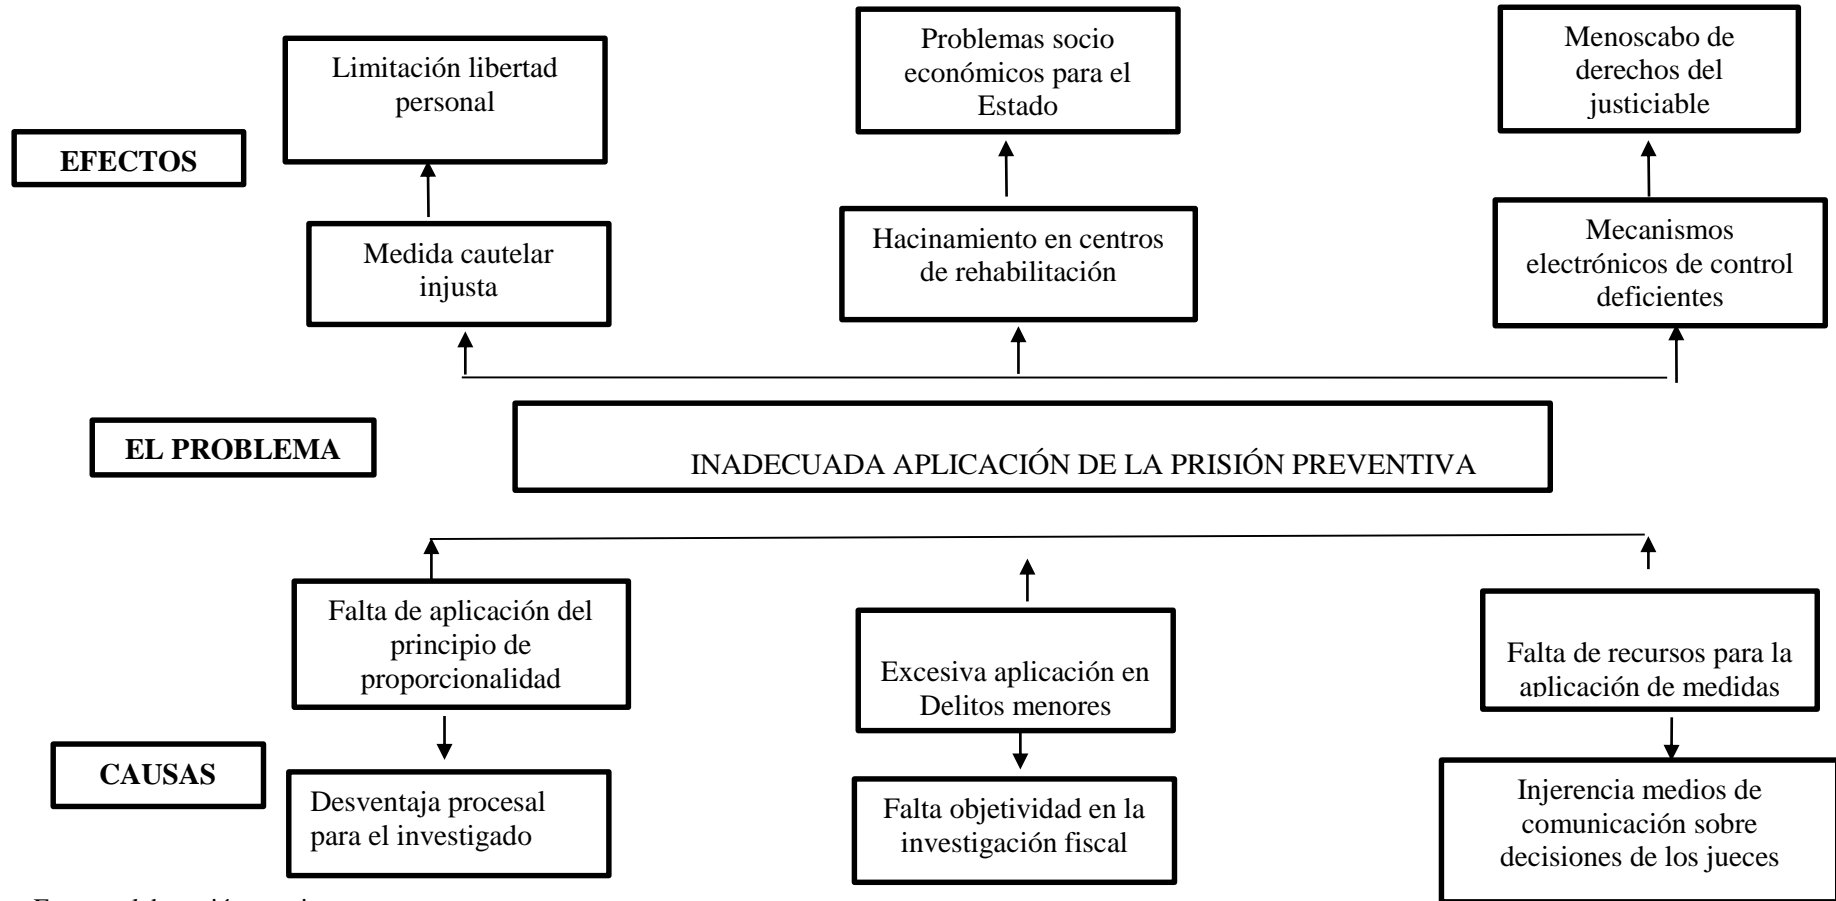 Limitación libertad
personal
Problemas socio
económicos para el
Estado
Menoscabo de
derechos del
justiciable
EFECTOS
Medida cautelar
injusta
Hacinamiento en centros
de rehabilitación
Mecanismos
electrónicos de control
deficientes
EL PROBLEMA
INADECUADA APLICACIÓN DE LA PRISIÓN PREVENTIVA
Falta de aplicación del
principio de
proporcionalidad
Excesiva aplicación en
Delitos menores
Falta de recursos para la
aplicación de medidas
CAUSAS
Desventaja procesal
para el investigado
Falta objetividad en la
investigación fiscal
Injerencia medios de
comunicación sobre
decisiones de los jueces